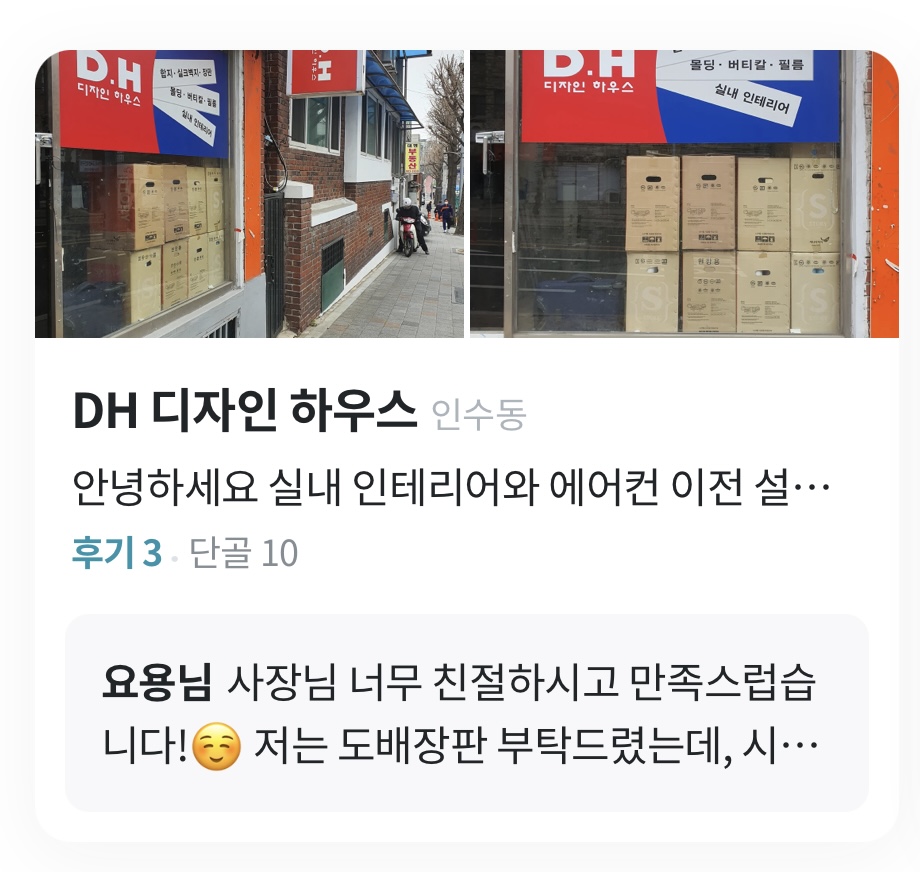 D.H
디자인 하우스
합지 · 실크벽지 · 장판
몰딩 · 버티칼 · 필름
실내 인테리어
D.H
부동산
D.H
디자인 하우스
몰딩 · 버티칼 · 필름
실내 인테리어
DH 디자인 하우스 인수동
안녕하세요 실내 인테리어와 에어컨 이전 설…
후기 3 · 단골 10
요용님 사장님 너무 친절하시고 만족스럽습
니다!☺️ 저는 도배장판 부탁드렸는데, 시…